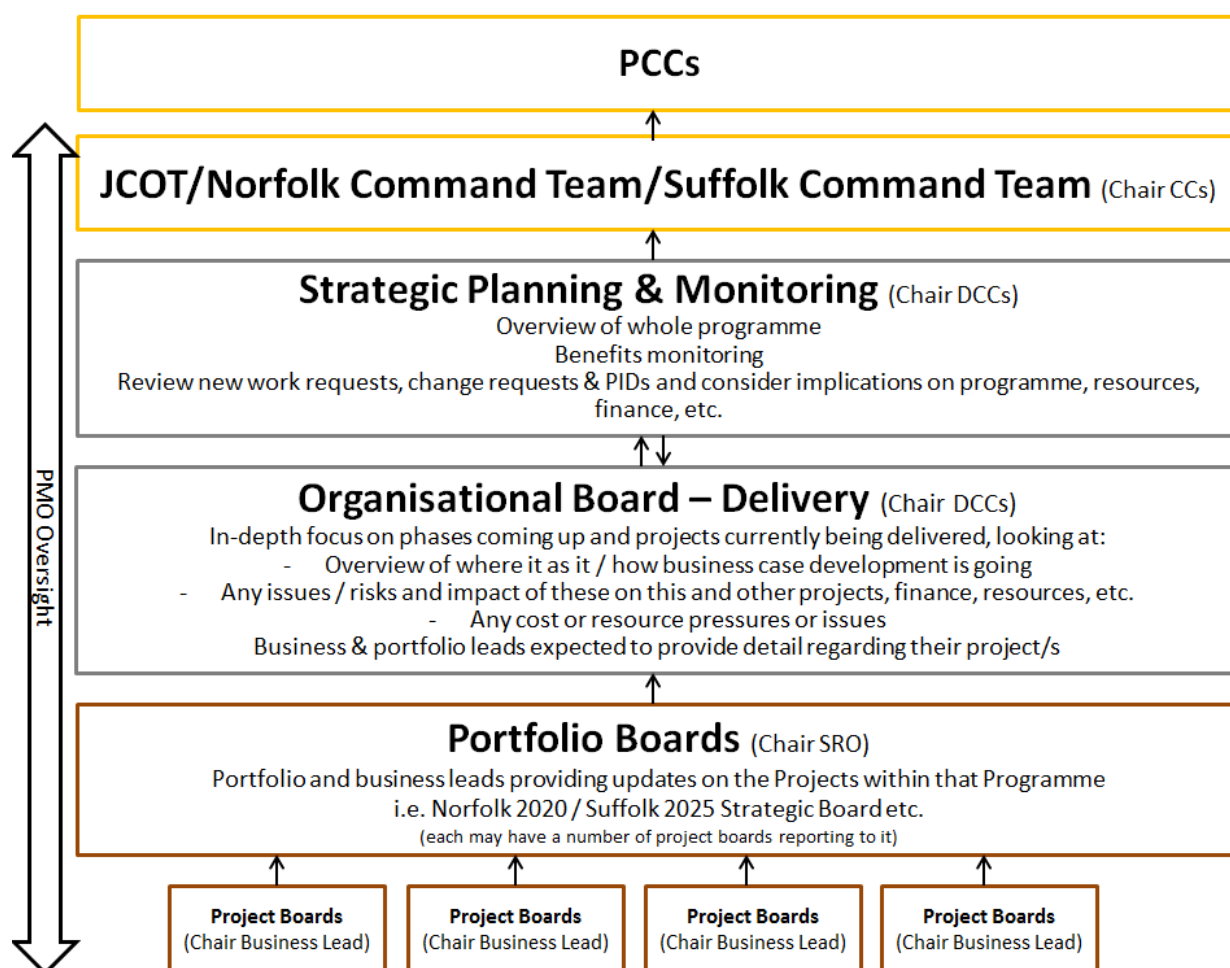 PCCs
JCOT/Norfolk Command Team/Suffolk Command Team (Chair CCs)
Strategic Planning & Monitoring (Chair DCCs)
Overview of whole programme
Benefits monitoring
Review new work requests, change requests & PIDs and consider implications on programme, resources,
finance, etc.
PMO Oversight
Organisational Board – Delivery (Chair DCCs)
In-depth focus on phases coming up and projects currently being delivered, looking at:
- Overview of where it as it / how business case development is going
- Any issues / risks and impact of these on this and other projects, finance, resources, etc.
- Any cost or resource pressures or issues
Business & portfolio leads expected to provide detail regarding their project/s
Portfolio Boards (Chair SRO)
Portfolio and business leads providing updates on the Projects within that Programme
i.e. Norfolk 2020 / Suffolk 2025 Strategic Board etc.
(each may have a number of project boards reporting to it)
Project Boards
(Chair Business Lead)
Project Boards
(Chair Business Lead)
Project Boards
(Chair Business Lead)
Project Boards
(Chair Business Lead)